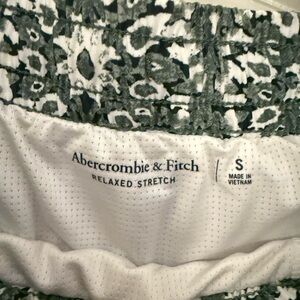 Abercrombie & Fitch
RELAXED STRETCH
S
MADE IN
VIETNAM